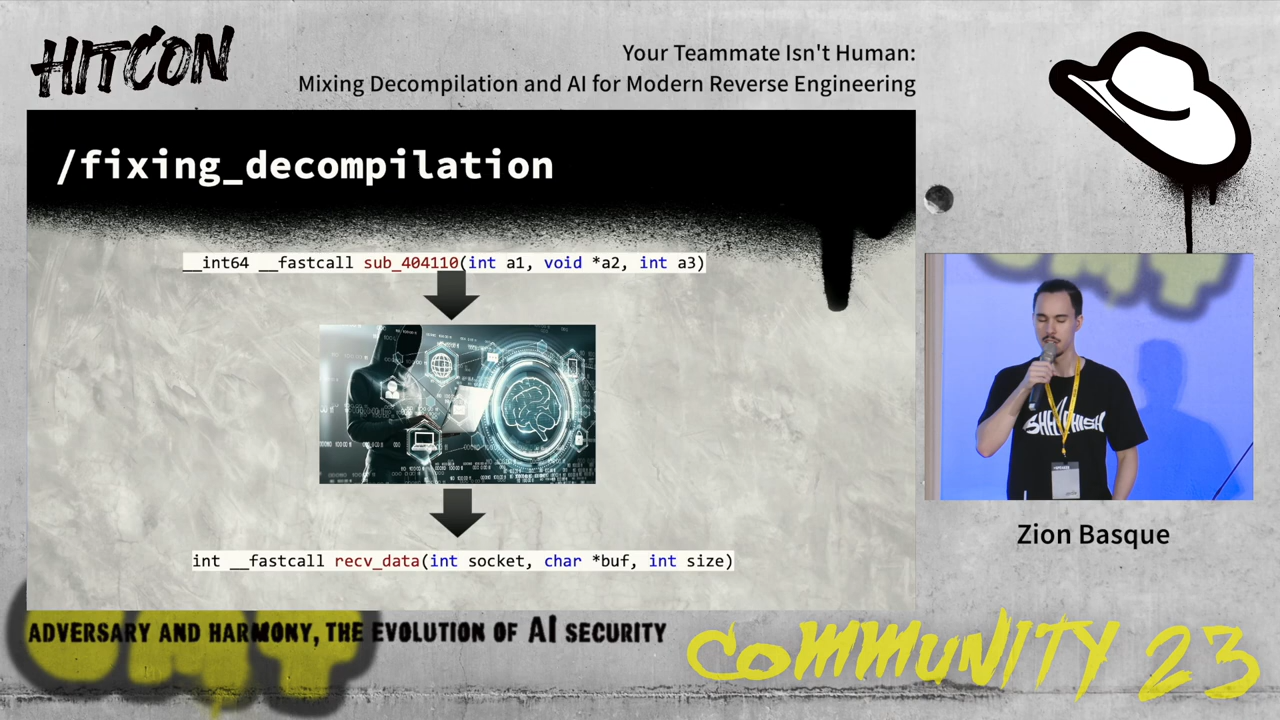 HITCON
Your Teammate Isn't Human:
Mixing Decompilation and AI for Modern Reverse Engineering
/fixing_decompilation
__int64 __fastcall sub_404110(int a1, void *a2, int a3)
int __fastcall recv_data(int socket, char *buf, int size)
SHELLPHISH
Zion Basque
ADVERSARY AND HARMONY, THE EVOLUTION OF AI SECURITY
COMMUNITY 23